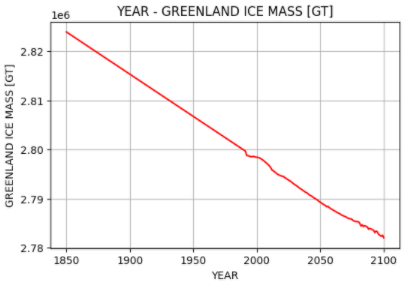 YEAR - GREENLAND ICE MASS [GT]
1e6
2.82
2.81
2.80
2.79
2.78
GREENLAND ICE MASS [GT]
1850 1900 1950 2000 2050 2100
YEAR